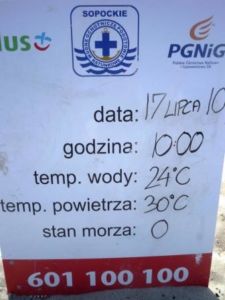 lus+
SOPOCKIE
PGNiG
data: 17 LIPCA 10
godzina: 10:00
temp. wody: 24°C
temp. powietrza: 30°C
stan morza: 0
601 100 100